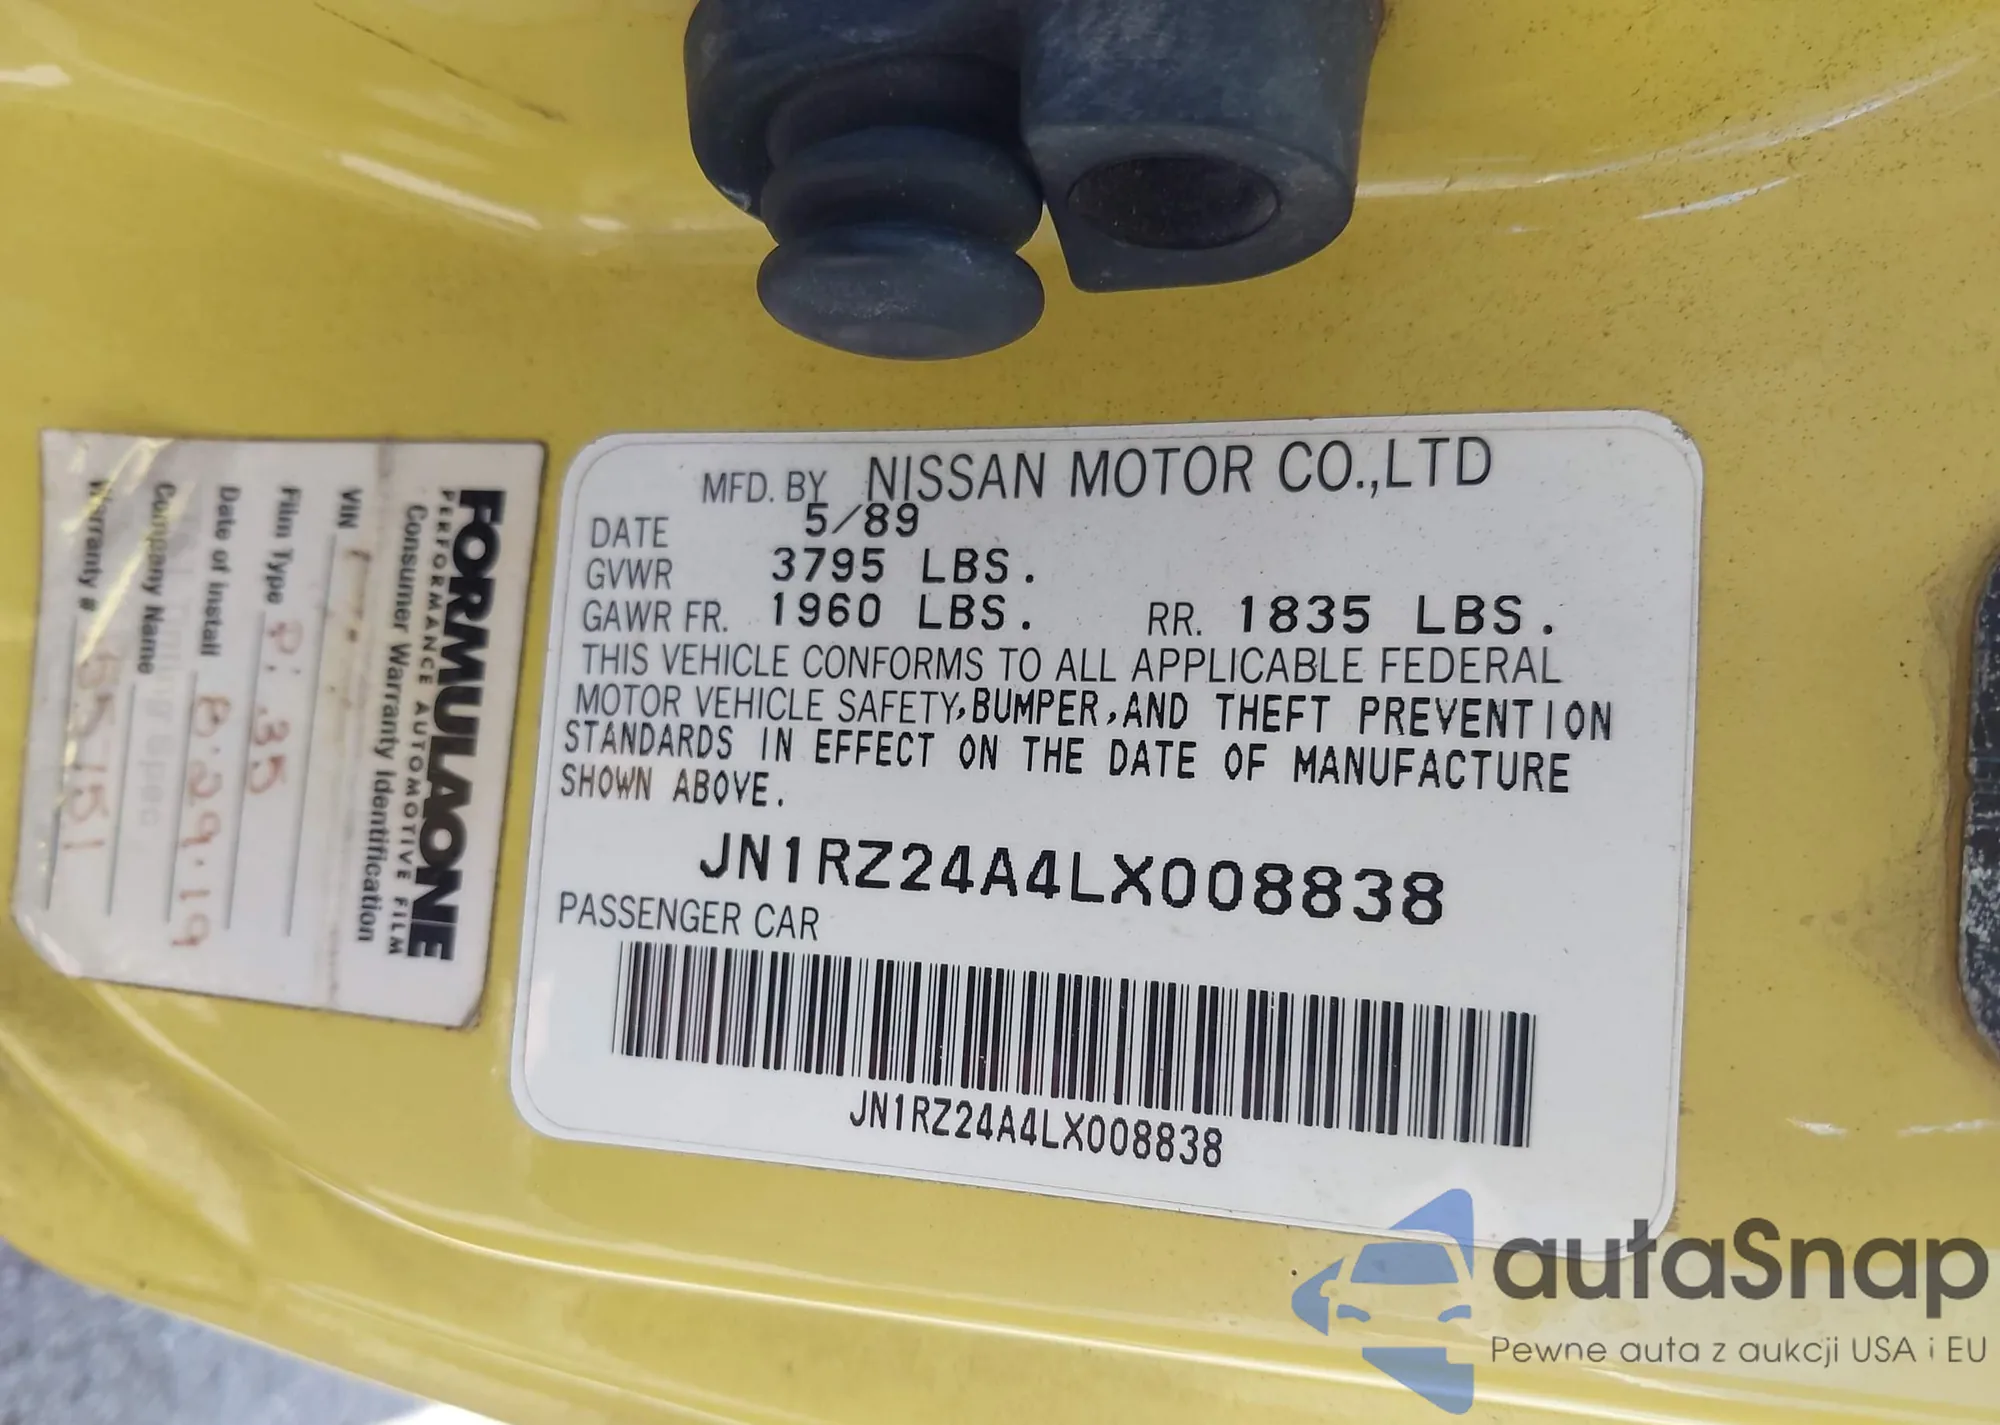 MFD. BY NISSAN MOTOR CO.,LTD
DATE 5/89
GVWR 3795 LBS.
GAWR FR. 1960 LBS. RR. 1835 LBS.
THIS VEHICLE CONFORMS TO ALL APPLICABLE FEDERAL
MOTOR VEHICLE SAFETY,BUMPER,AND THEFT PREVENTION
STANDARDS IN EFFECT ON THE DATE OF MANUFACTURE
SHOWN ABOVE.
JN1RZ24A4LX008838
PASSENGER CAR
JN1RZ24A4LX008838
FORMULAONE
PERFORMANCE AUTOMOTIVE FILM
Consumer Warranty Identification
VIN
Film Type P. 35
Date of Install 8.29.19
Company Name
Warranty #
autaSnap
Pewne auta z aukcji USA i EU